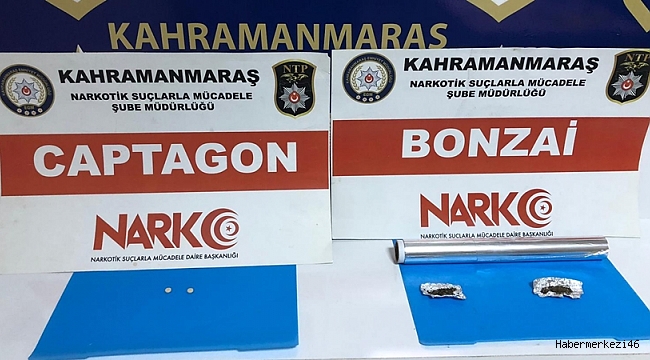 KAHRAMANMARAŞ
KAHRAMANMARAŞ
NARKOTİK SUÇLARLA MÜCADELE
ŞUBE MÜDÜRLÜĞÜ
NTP
CAPTAGON
NARKO
NARKOTİK SUÇLARLA MÜCADELE DAİRE BAŞKANLIĞI
KAHRAMANMARAŞ
NARKOTİK SUÇLARLA MÜCADELE
ŞUBE MÜDÜRLÜĞÜ
NTP
BONZAİ
NARKO
NARKOTİK SUÇLARLA MÜCADELE DAİRE BAŞKANLIĞI
Habermerkezi46